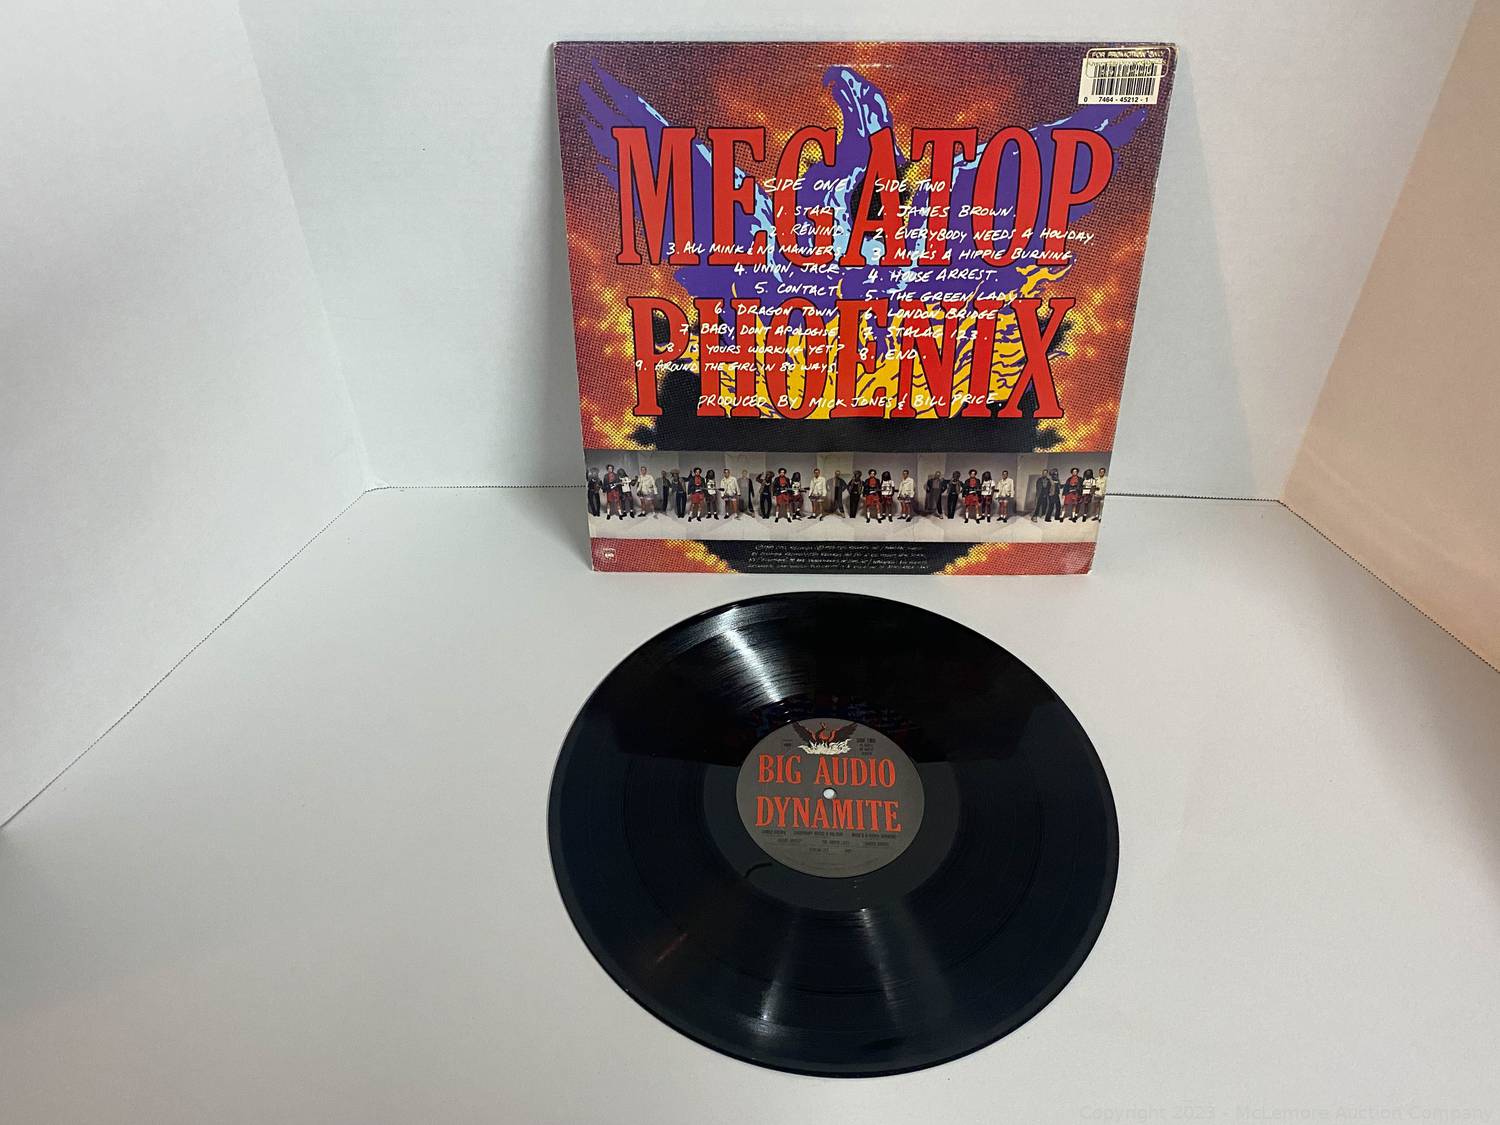 FOR PROMOTION ONLY
0 7464-45212-1
MEGATOP
PHOENIX
SIDE ONE!
1. START.
2. REWIND.
3. ALL MINK & NO MANNERS.
4. UNION, JACK.
5. CONTACT.
6. DRAGON TOWN.
7. BABY DON'T APOLOGISE.
8. IS YOURS WORKING YET?
9. AROUND THE GIRL IN 80 WAYS.
SIDE TWO!
1. JAMES BROWN.
2. EVERYBODY NEEDS A HOLIDAY.
3. MICK'S A HIPPIE BURNING.
4. HOUSE ARREST.
5. THE GREEN LADY.
6. LONDON BRIDGE.
7. STALAG 123.
8. END.
PRODUCED BY MICK JONES & BILL PRICE.
SIDE TWO
BIG AUDIO
DYNAMITE
Copyright 2023 - McLemore Auction Company